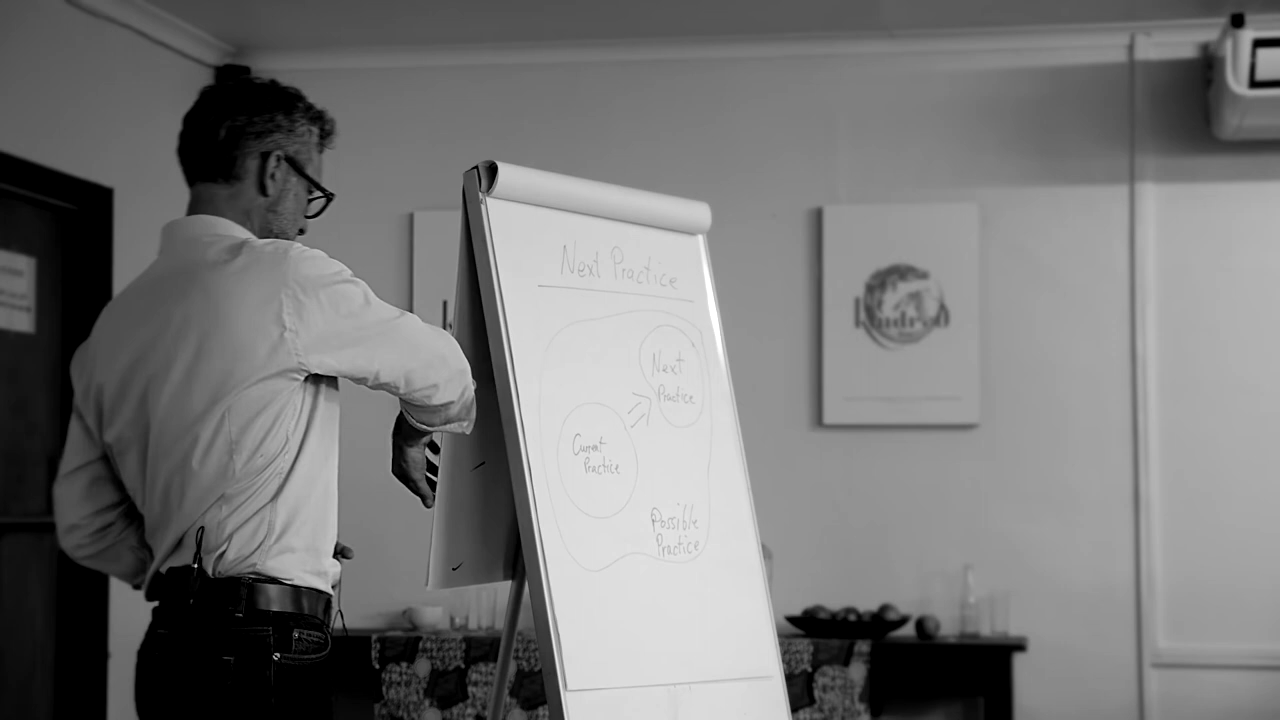 Next Practice
Next
Practice
Current
Practice
Possible
Practice